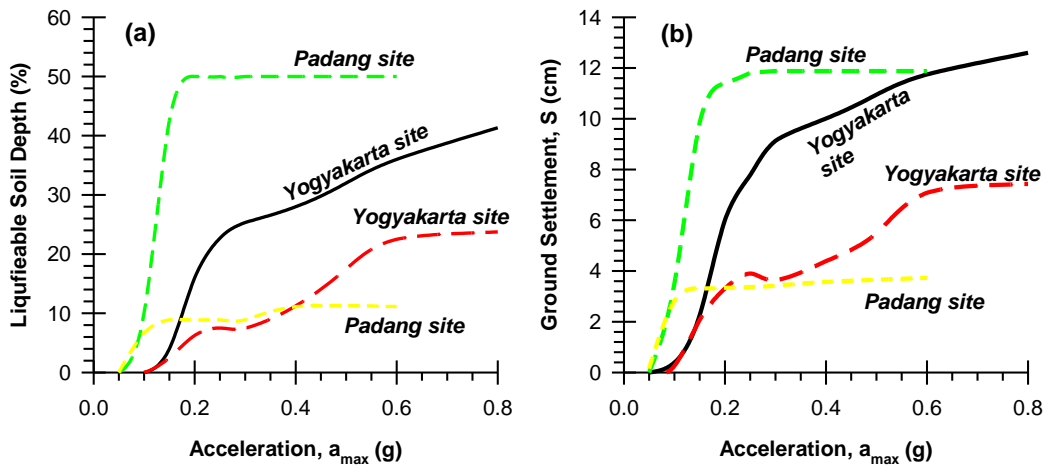 (a)
Liqufieable Soil Depth (%)
60
50
40
30
20
10
0
Padang site
Yogyakarta site
Yogyakarta site
Padang site
0.0 0.2 0.4 0.6 0.8
Acceleration, amax (g)
(b)
Ground Settlement, S (cm)
14
12
10
8
6
4
2
0
Padang site
Yogyakarta
site
Yogyakarta site
Padang site
0.0 0.2 0.4 0.6 0.8
Acceleration, amax (g)